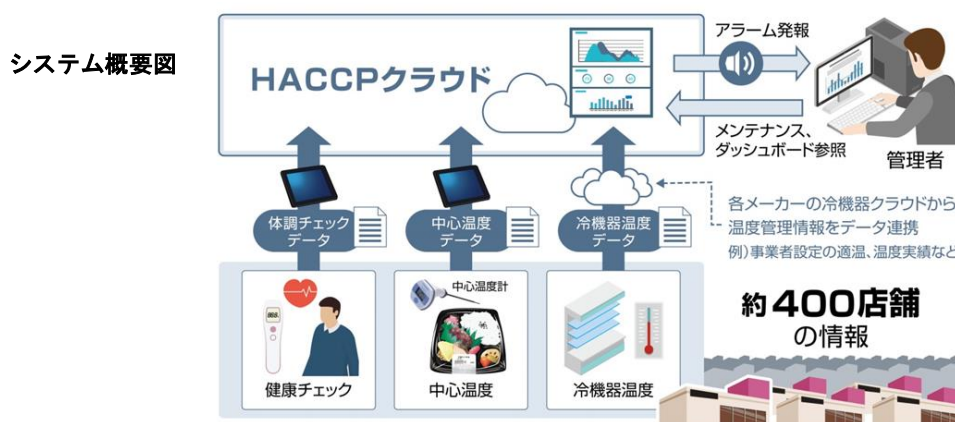 システム概要図
HACCPクラウド
アラーム発報
メンテナンス、
ダッシュボード参照
管理者
体調チェック
データ
中心温度
データ
冷機器温度
データ
各メーカーの冷機器クラウドから
温度管理情報をデータ連携
例)事業者設定の適温、温度実績など
中心温度計
健康チェック
中心温度
冷機器温度
約400店舗
の情報